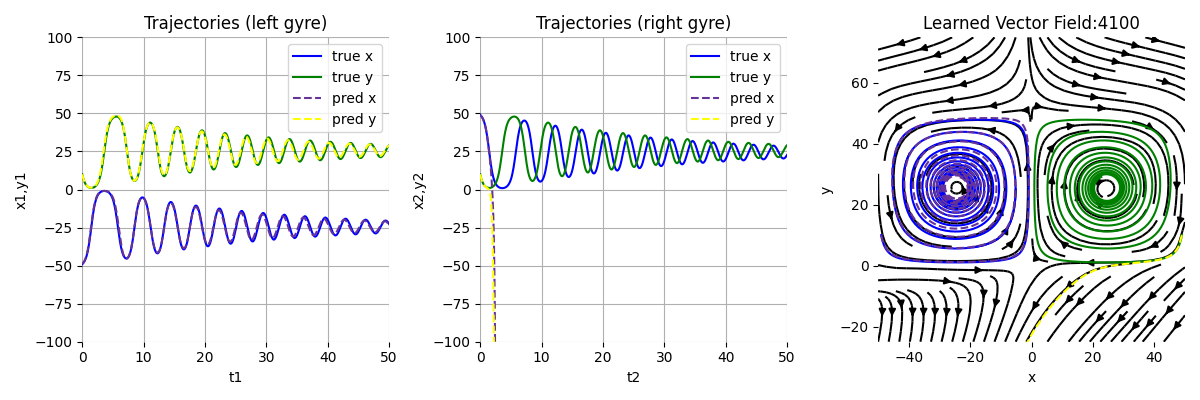 Trajectories (left gyre)
100
75
50
25
0
−25
−50
−75
−100
x1,y1
0
10
20
30
40
50
t1
true x
true y
pred x
pred y
Trajectories (right gyre)
100
75
50
25
0
−25
−50
−75
−100
x2,y2
0
10
20
30
40
50
t2
true x
true y
pred x
pred y
Learned Vector Field:4100
60
40
20
0
−20
y
−40
−20
0
20
40
x